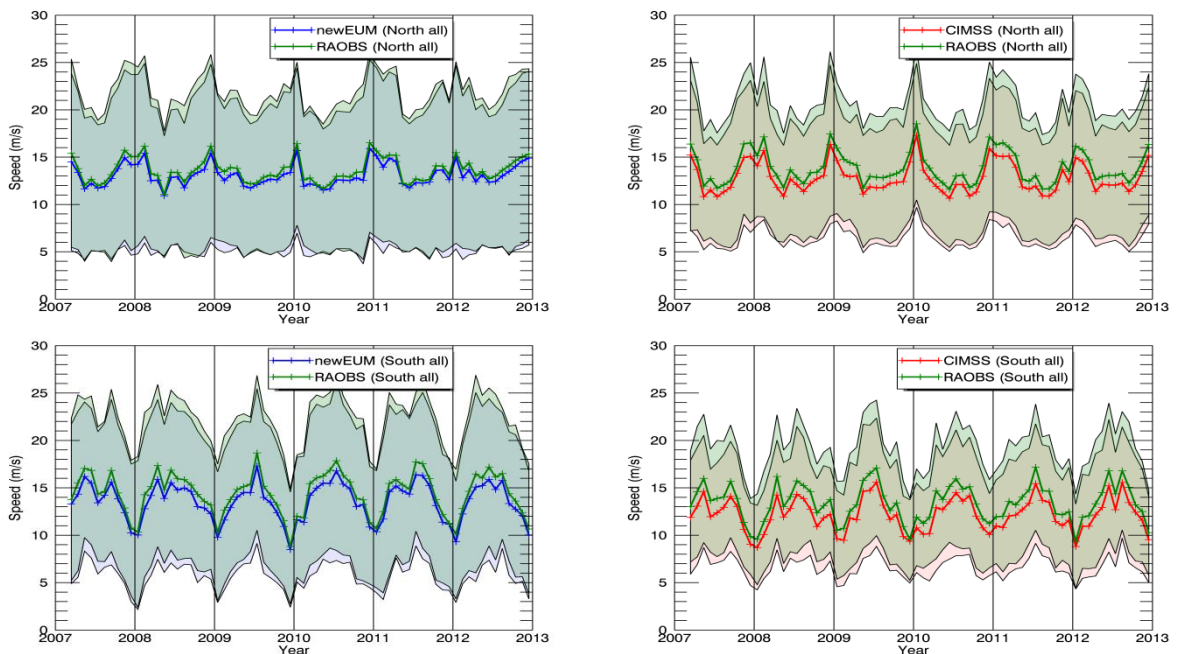 30
25
20
15
10
5
0
Speed (m/s)
newEUM (North all)
RAOBS (North all)
2007 2008 2009 2010 2011 2012 2013
Year
30
25
20
15
10
5
0
Speed (m/s)
CIMSS (North all)
RAOBS (North all)
2007 2008 2009 2010 2011 2012 2013
Year
30
25
20
15
10
5
0
Speed (m/s)
newEUM (South all)
RAOBS (South all)
2007 2008 2009 2010 2011 2012 2013
Year
30
25
20
15
10
5
0
Speed (m/s)
CIMSS (South all)
RAOBS (South all)
2007 2008 2009 2010 2011 2012 2013
Year